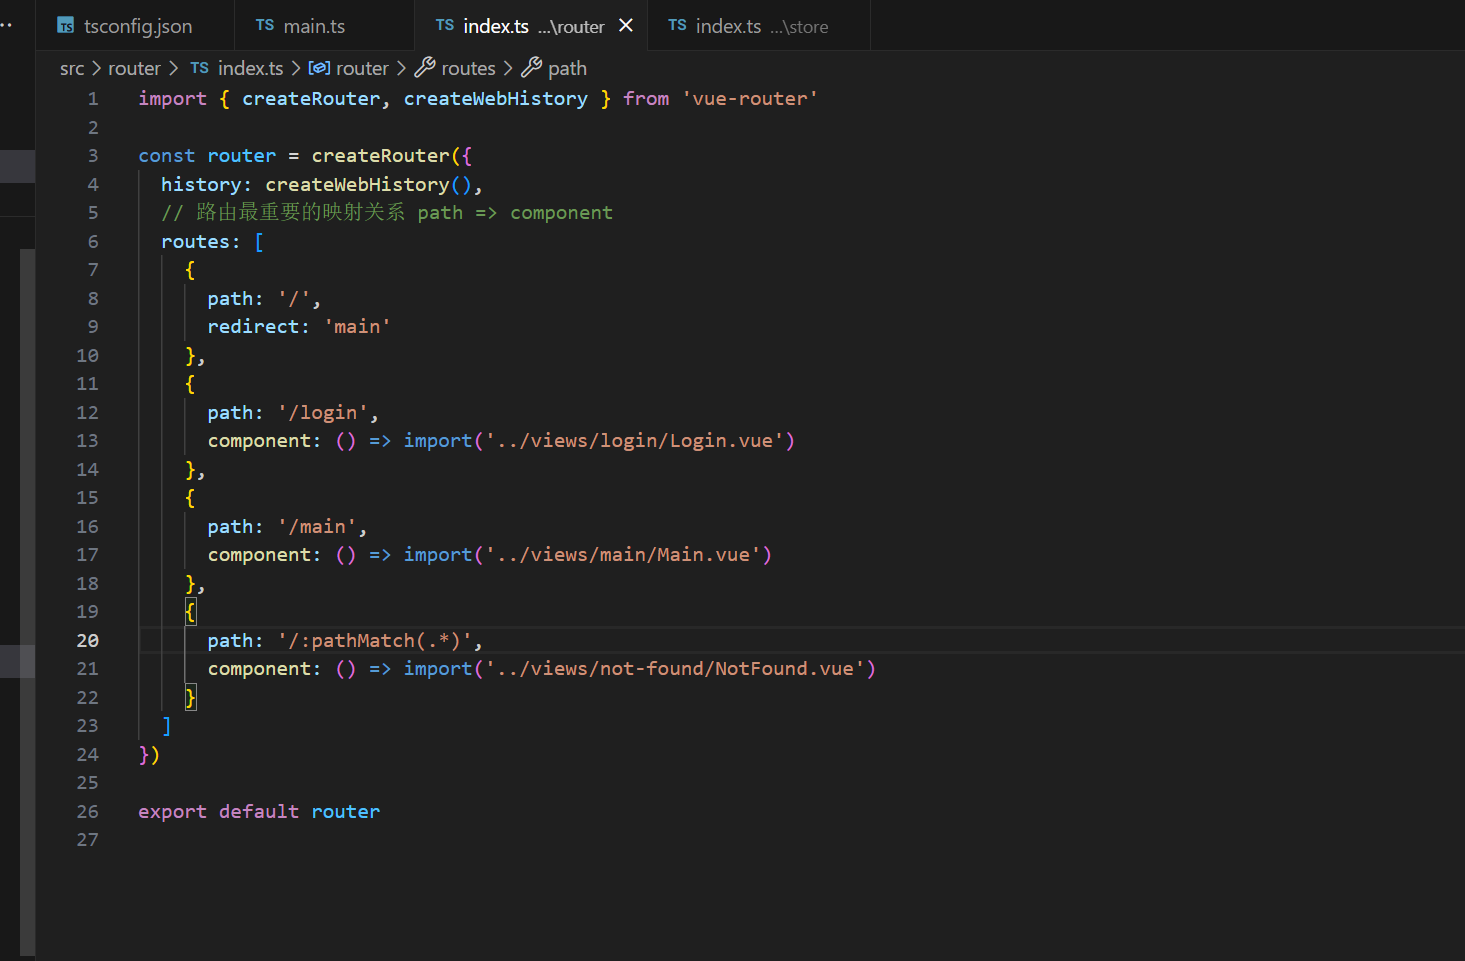 TS tsconfig.json TS main.ts TS index.ts ...\router TS index.ts ...\store
src > router > TS index.ts > router > routes > path
1 import { createRouter, createWebHistory } from 'vue-router'
2
3 const router = createRouter({
4 history: createWebHistory(),
5 // 路由最重要的映射关系 path => component
6 routes: [
7 {
8 path: '/',
9 redirect: 'main'
10 },
11 {
12 path: '/login',
13 component: () => import('../views/login/Login.vue')
14 },
15 {
16 path: '/main',
17 component: () => import('../views/main/Main.vue')
18 },
19 {
20 path: '/:pathMatch(.*)',
21 component: () => import('../views/not-found/NotFound.vue')
22 }
23 ]
24 })
25
26 export default router
27